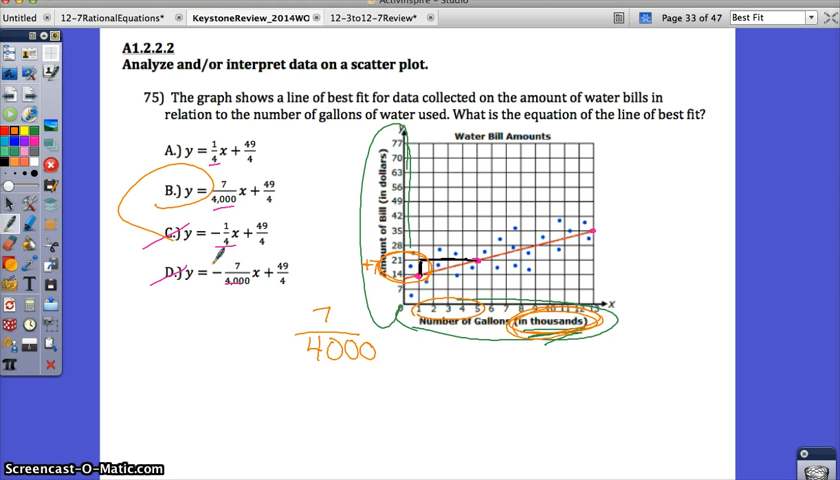 ActivInspire - Studio
Untitled
12-7RationalEquations*
KeystoneReview_2014WO
12-3to12-7Review*
Page 33 of 47
Best Fit
A1.2.2.2
Analyze and/or interpret data on a scatter plot.
75) The graph shows a line of best fit for data collected on the amount of water bills in
relation to the number of gallons of water used. What is the equation of the line of best fit?
A.) y = 1/4 x + 49/4
B.) y = 7/4,000 x + 49/4
C.) y = −1/4 x + 49/4
D.) y = −7/4,000 x + 49/4
Water Bill Amounts
y
77
70
63
56
49
42
35
28
21
14
7
0
Amount of Bill (in dollars)
+7
1 2 3 4 5 6 7 8 9 10 11 12 13
x
Number of Gallons (in thousands)
7
4000
Screencast-O-Matic.com